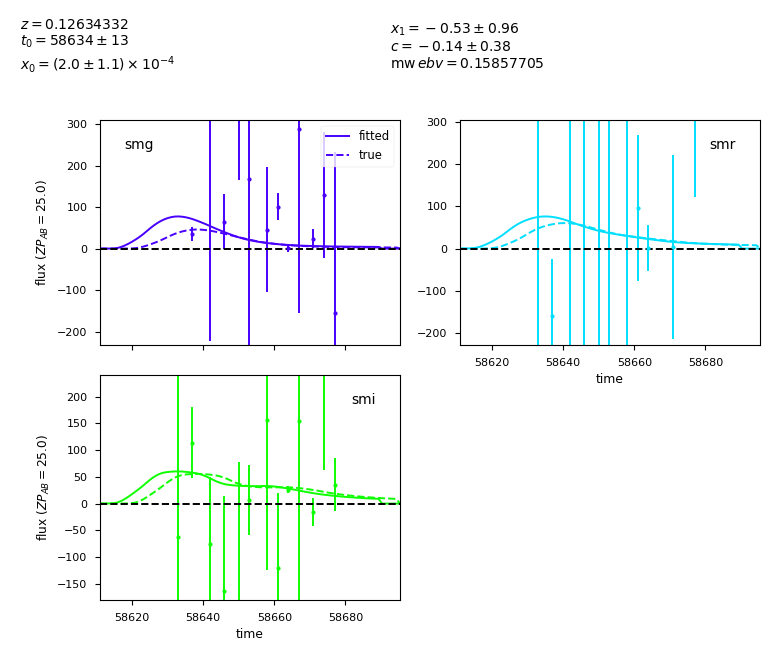 z = 0.12634332
t₀ = 58634 ± 13
x₀ = (2.0 ± 1.1) × 10⁻⁴
x₁ = −0.53 ± 0.96
c = −0.14 ± 0.38
mw ebv = 0.15857705
smg
fitted
true
300
200
100
0
−100
−200
flux (ZP_AB = 25.0)
smr
300
200
100
0
−100
−200
58620 58640 58660 58680
time
smi
200
150
100
50
0
−50
−100
−150
flux (ZP_AB = 25.0)
58620 58640 58660 58680
time